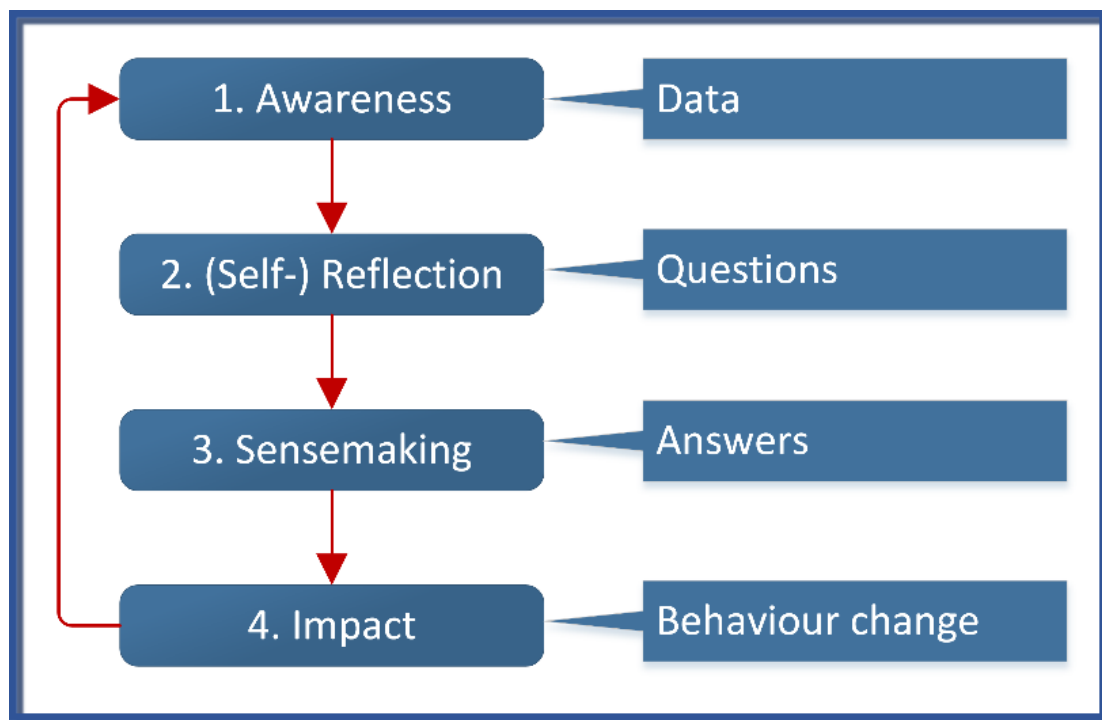 1. Awareness
Data
2. (Self-) Reflection
Questions
3. Sensemaking
Answers
4. Impact
Behaviour change